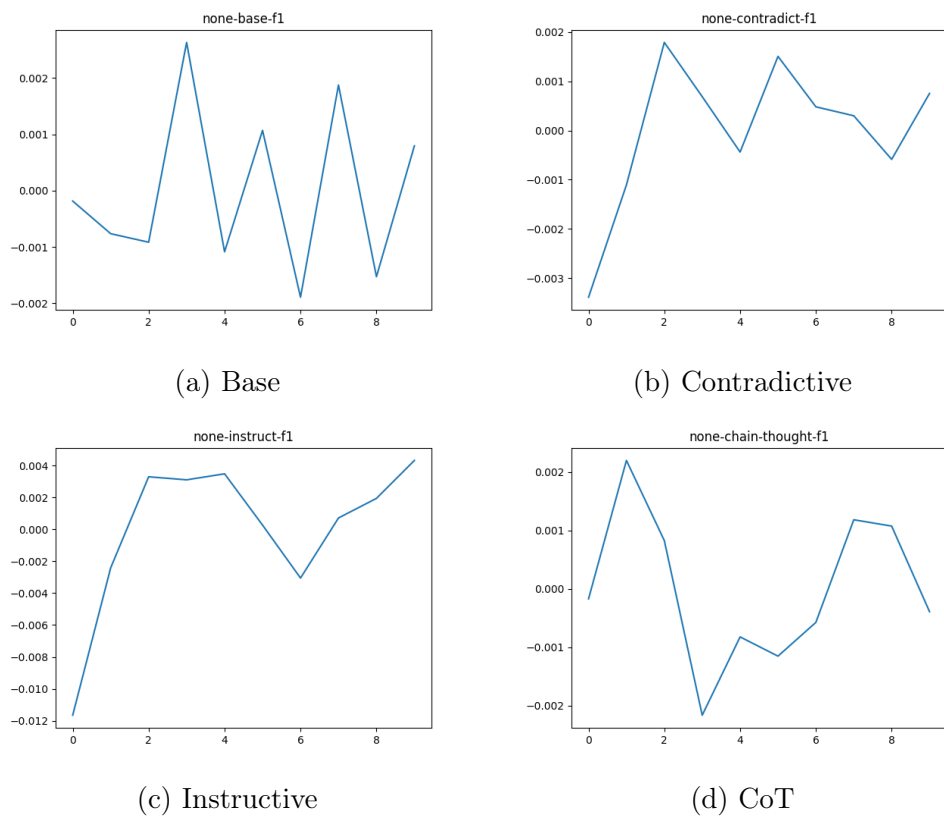 none-base-f1
0.002
0.001
0.000
−0.001
−0.002
0 2 4 6 8
(a) Base
none-contradict-f1
0.002
0.001
0.000
−0.001
−0.002
−0.003
0 2 4 6 8
(b) Contradictive
none-instruct-f1
0.004
0.002
0.000
−0.002
−0.004
−0.006
−0.008
−0.010
−0.012
0 2 4 6 8
(c) Instructive
none-chain-thought-f1
0.002
0.001
0.000
−0.001
−0.002
0 2 4 6 8
(d) CoT